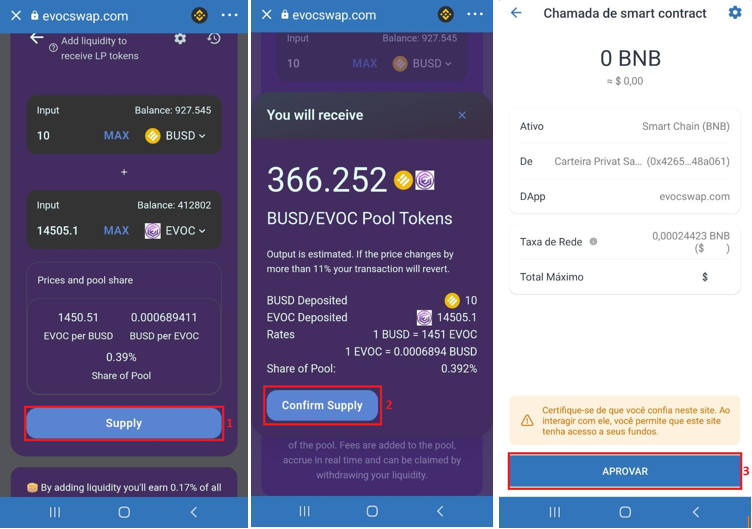 evocswap.com
Add liquidity to
receive LP tokens
Input
Balance: 927.545
10
MAX
BUSD
+
Input
Balance: 412802
14505.1
MAX
EVOC
Prices and pool share
1450.51
0.000689411
EVOC per BUSD
BUSD per EVOC
0.39%
Share of Pool
Supply
1
By adding liquidity you'll earn 0.17% of all
evocswap.com
Input
Balance: 927.545
10
MAX
BUSD
You will receive
366.252
BUSD/EVOC Pool Tokens
Output is estimated. If the price changes by
more than 11% your transaction will revert.
BUSD Deposited
10
EVOC Deposited
14505.1
Rates
1 BUSD = 1451 EVOC
1 EVOC = 0.0006894 BUSD
Share of Pool:
0.392%
Confirm Supply
2
of the pool. Fees are added to the pool,
accrue in real time and can be claimed by
withdrawing your liquidity.
Chamada de smart contract
0 BNB
≈ $ 0,00
Ativo
Smart Chain (BNB)
De
Carteira Privat Sa... (0x4265...48a061)
DApp
evocswap.com
Taxa de Rede
0,00024423 BNB
($ )
Total Máximo
$
Certifique-se de que você confia neste site. Ao
interagir com ele, você permite que este site
tenha acesso a seus fundos.
APROVAR
3